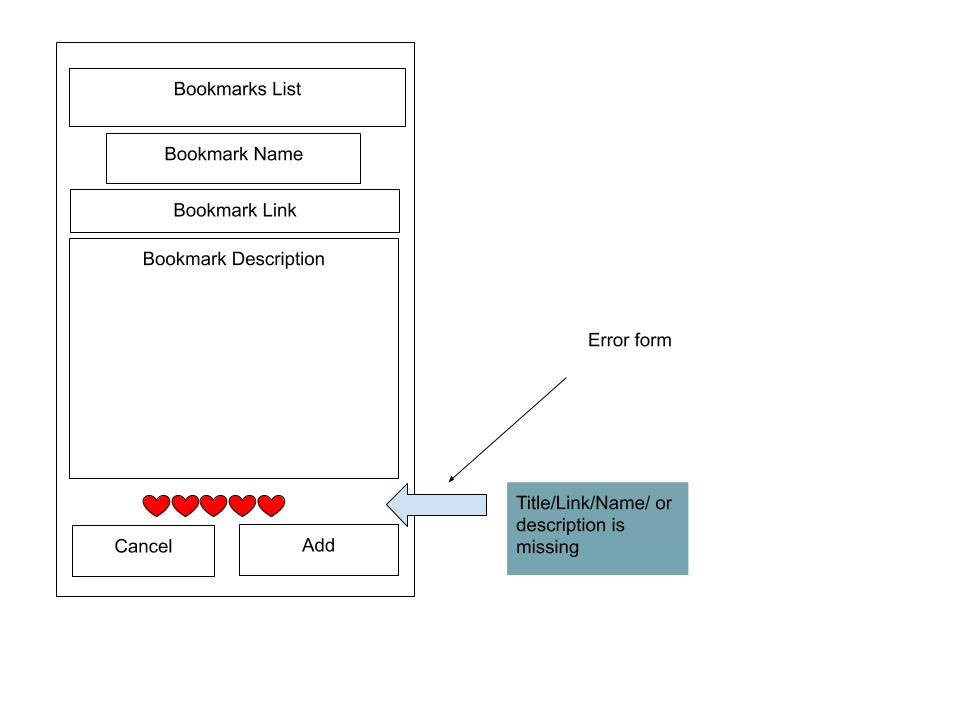 Bookmarks List
Bookmark Name
Bookmark Link
Bookmark Description
Error form
Title/Link/Name/ or
description is
missing
Cancel
Add